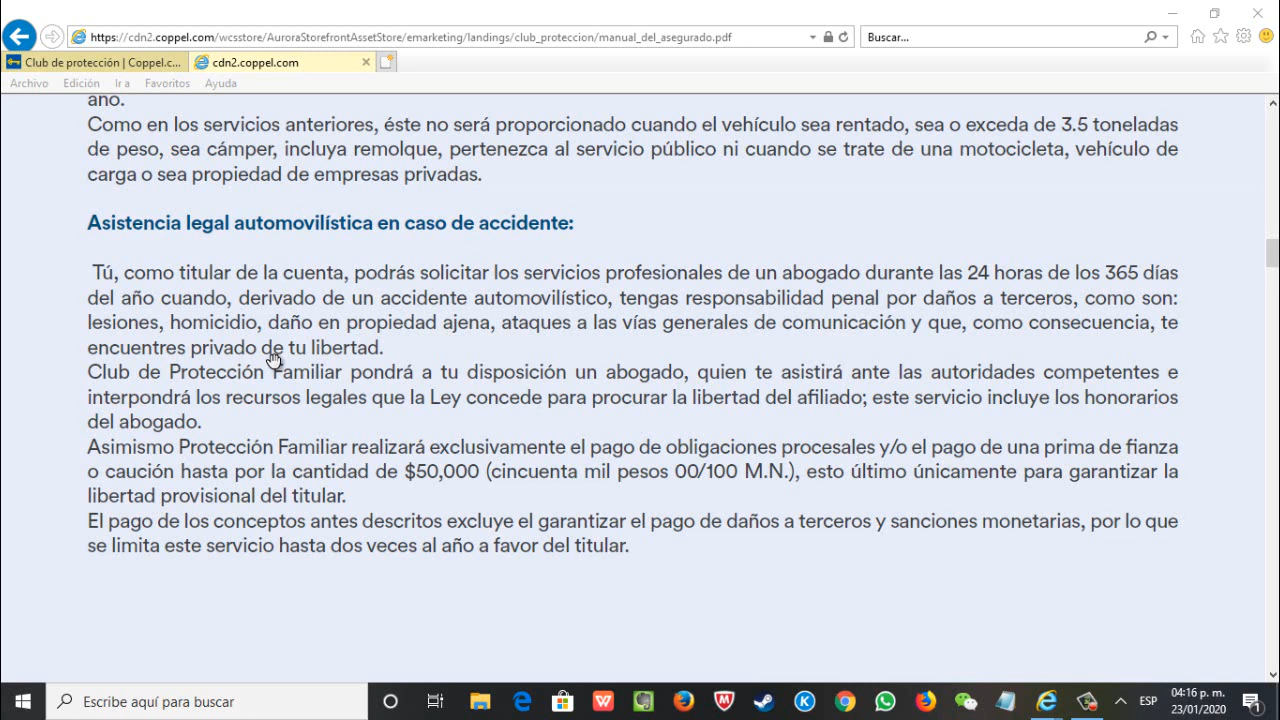 https://cdn2.coppel.com/wcsstore/AuroraStorefrontAssetStore/emarketing/landings/club_proteccion/manual_del_asegurado.pdf
Buscar...
Club de protección | Coppel.c...
cdn2.coppel.com
Archivo Edición Ir a Favoritos Ayuda
año.
Como en los servicios anteriores, éste no será proporcionado cuando el vehículo sea rentado, sea o exceda de 3.5 toneladas
de peso, sea cámper, incluya remolque, pertenezca al servicio público ni cuando se trate de una motocicleta, vehículo de
carga o sea propiedad de empresas privadas.
Asistencia legal automovilística en caso de accidente:
Tú, como titular de la cuenta, podrás solicitar los servicios profesionales de un abogado durante las 24 horas de los 365 días
del año cuando, derivado de un accidente automovilístico, tengas responsabilidad penal por daños a terceros, como son:
lesiones, homicidio, daño en propiedad ajena, ataques a las vías generales de comunicación y que, como consecuencia, te
encuentres privado de tu libertad.
Club de Protección Familiar pondrá a tu disposición un abogado, quien te asistirá ante las autoridades competentes e
interpondrá los recursos legales que la Ley concede para procurar la libertad del afiliado; este servicio incluye los honorarios
del abogado.
Asimismo Protección Familiar realizará exclusivamente el pago de obligaciones procesales y/o el pago de una prima de fianza
o caución hasta por la cantidad de $50,000 (cincuenta mil pesos 00/100 M.N.), esto último únicamente para garantizar la
libertad provisional del titular.
El pago de los conceptos antes descritos excluye el garantizar el pago de daños a terceros y sanciones monetarias, por lo que
se limita este servicio hasta dos veces al año a favor del titular.
Escribe aquí para buscar
ESP
04:16 p. m.
23/01/2020
1